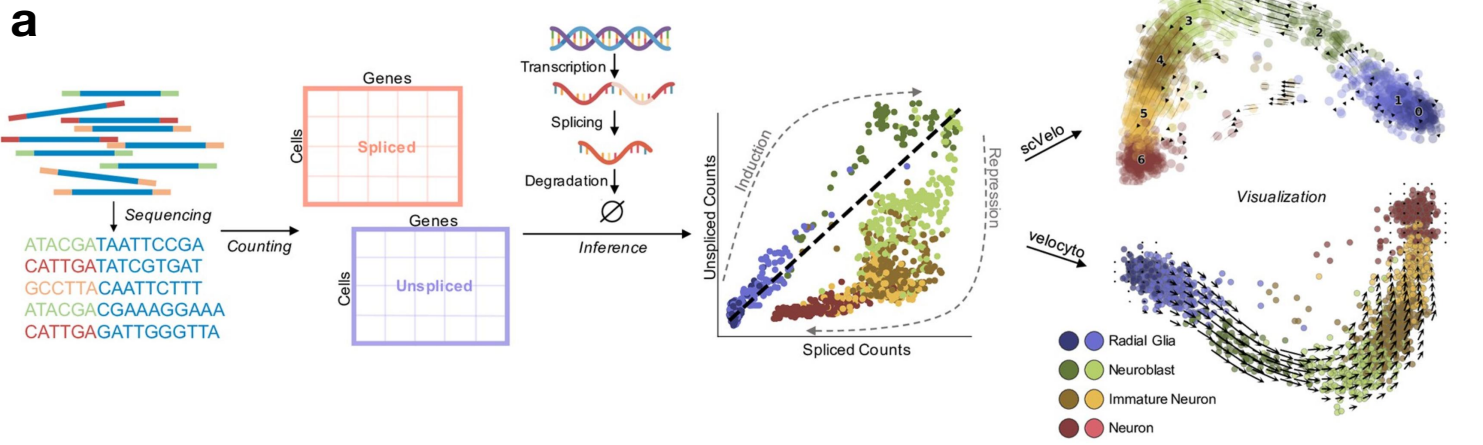 a
Sequencing
ATACGATAATTCCGA
CATTGATATCGTGAT
GCCTTACAATTCTTT
ATACGACGAAAGGAAA
CATTGAGATTGGGTTA
Counting
Genes
Cells
Spliced
Genes
Cells
Unspliced
Transcription
Splicing
Degradation
∅
Inference
Unspliced Counts
Spliced Counts
Induction
Repression
scVelo
velocyto
Visualization
3
2
4
1
0
5
6
Radial Glia
Neuroblast
Immature Neuron
Neuron